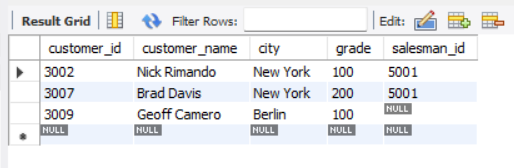 Result Grid Filter Rows: Edit:
customer_id customer_name city grade salesman_id
3002 Nick Rimando New York 100 5001
3007 Brad Davis New York 200 5001
3009 Geoff Camero Berlin 100 NULL
NULL NULL NULL NULL NULL